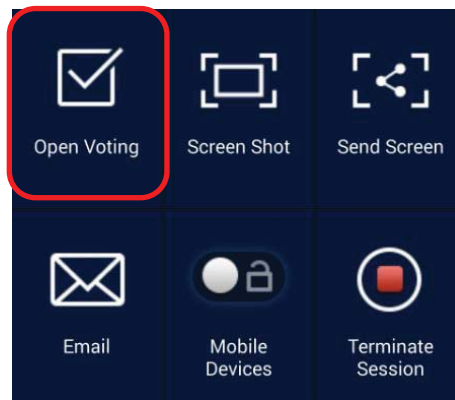 Open Voting
Screen Shot
Send Screen
Email
Mobile
Devices
Terminate
Session